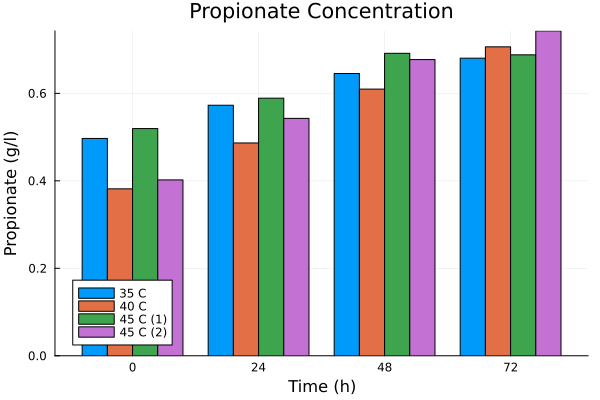 Propionate Concentration
Propionate (g/l)
0.6
0.4
0.2
0.0
35 C
40 C
45 C (1)
45 C (2)
0 24 48 72
Time (h)